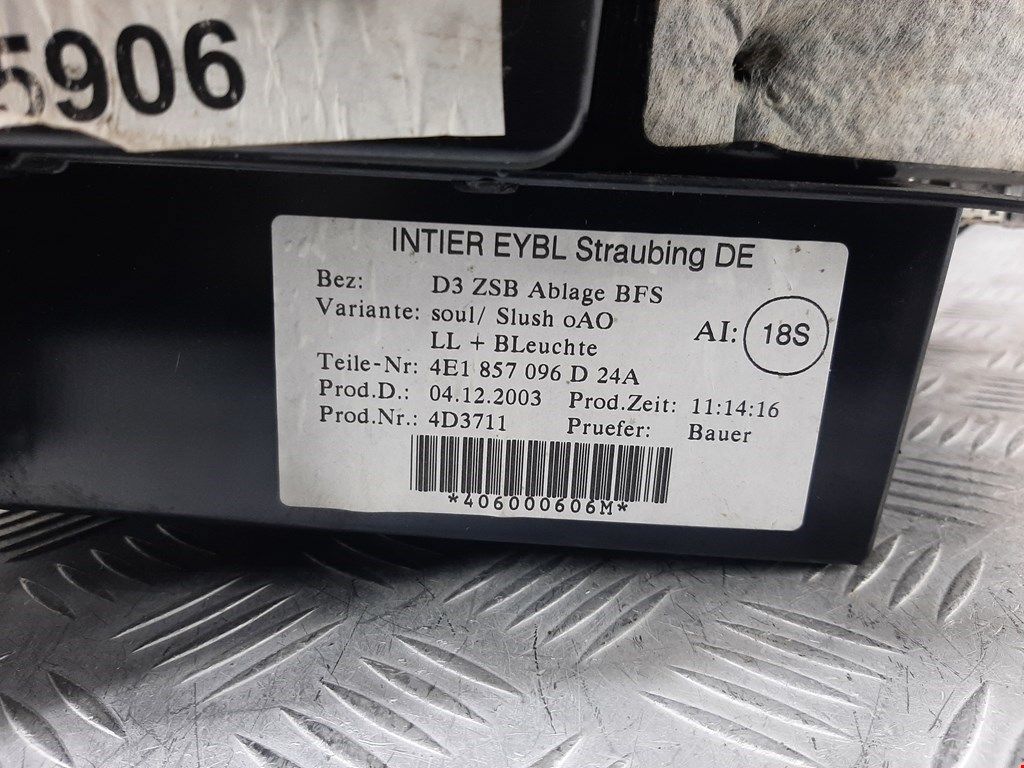 5906
INTIER EYBL Straubing DE
Bez: D3 ZSB Ablage BFS
Variante: soul/ Slush oAO
LL + BLeuchte
AI: 18S
Teile-Nr: 4E1 857 096 D 24A
Prod.D.: 04.12.2003 Prod.Zeit: 11:14:16
Prod.Nr.: 4D3711 Pruefer: Bauer
*406000606M*